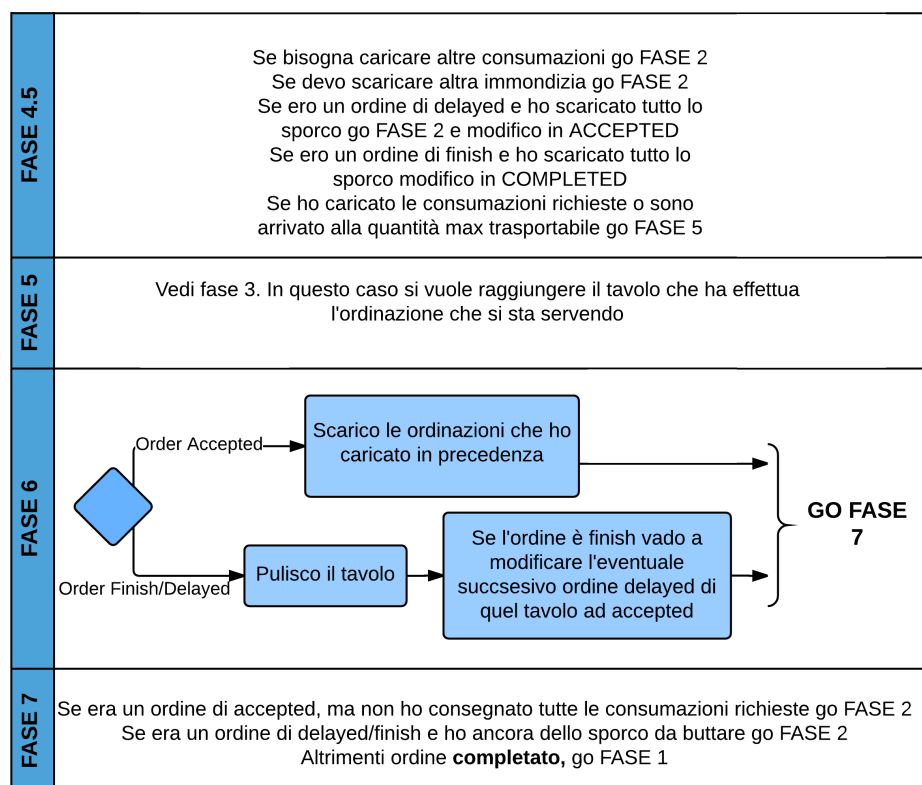 FASE 4.5
Se bisogna caricare altre consumazioni go FASE 2
Se devo scaricare altra immondizia go FASE 2
Se ero un ordine di delayed e ho scaricato tutto lo
sporco go FASE 2 e modifico in ACCEPTED
Se ero un ordine di finish e ho scaricato tutto lo
sporco modifico in COMPLETED
Se ho caricato le consumazioni richieste o sono
arrivato alla quantità max trasportabile go FASE 5
FASE 5
Vedi fase 3. In questo caso si vuole raggiungere il tavolo che ha effettua
l'ordinazione che si sta servendo
FASE 6
Order Accepted
Scarico le ordinazioni che ho
caricato in precedenza
Order Finish/Delayed
Pulisco il tavolo
Se l'ordine è finish vado a
modificare l'eventuale
succsesivo ordine delayed di
quel tavolo ad accepted
GO FASE
7
FASE 7
Se era un ordine di accepted, ma non ho consegnato tutte le consumazioni richieste go FASE 2
Se era un ordine di delayed/finish e ho ancora dello sporco da buttare go FASE 2
Altrimenti ordine completato, go FASE 1